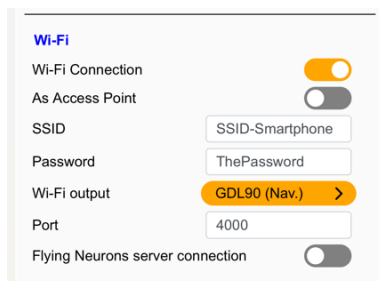 Wi-Fi
Wi-Fi Connection
As Access Point
SSID SSID-Smartphone
Password ThePassword
Wi-Fi output GDL90 (Nav.)
Port 4000
Flying Neurons server connection